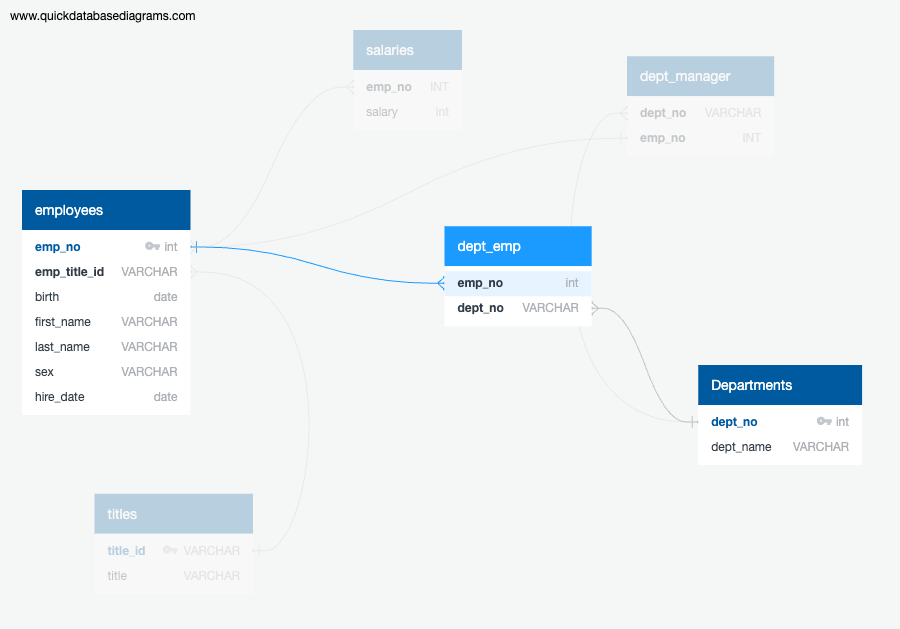 www.quickdatabasediagrams.com
salaries
emp_no INT
salary int
dept_manager
dept_no VARCHAR
emp_no INT
employees
emp_no int
emp_title_id VARCHAR
birth date
first_name VARCHAR
last_name VARCHAR
sex VARCHAR
hire_date date
dept_emp
emp_no int
dept_no VARCHAR
Departments
dept_no int
dept_name VARCHAR
titles
title_id VARCHAR
title VARCHAR